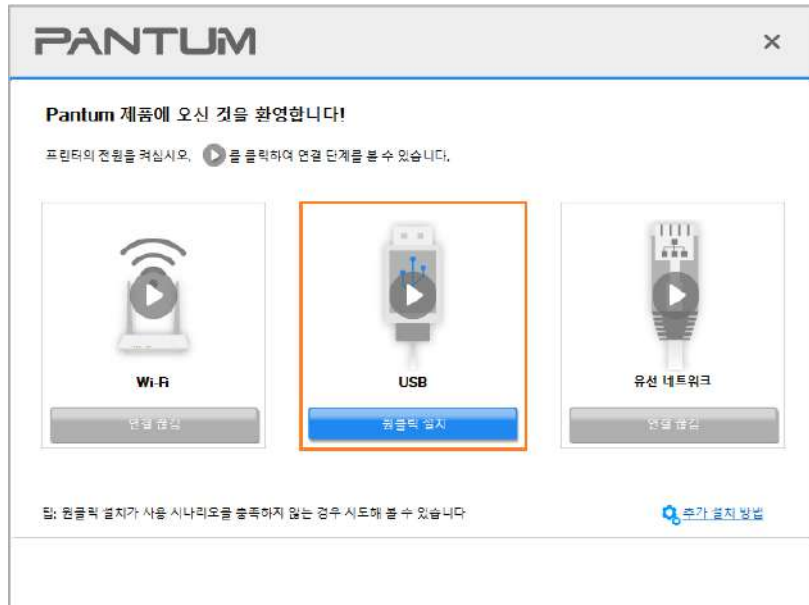 PANTUM
Pantum 제품에 오신 것을 환영합니다!
프린터의 전원을 켜십시오. 를 클릭하여 연결 단계를 볼 수 있습니다.
Wi-Fi
USB
유선 네트워크
연결 끊김
원클릭 설치
연결 끊김
팁: 원클릭 설치가 사용 시나리오를 충족하지 않는 경우 시도해 볼 수 있습니다
추가 설치 방법